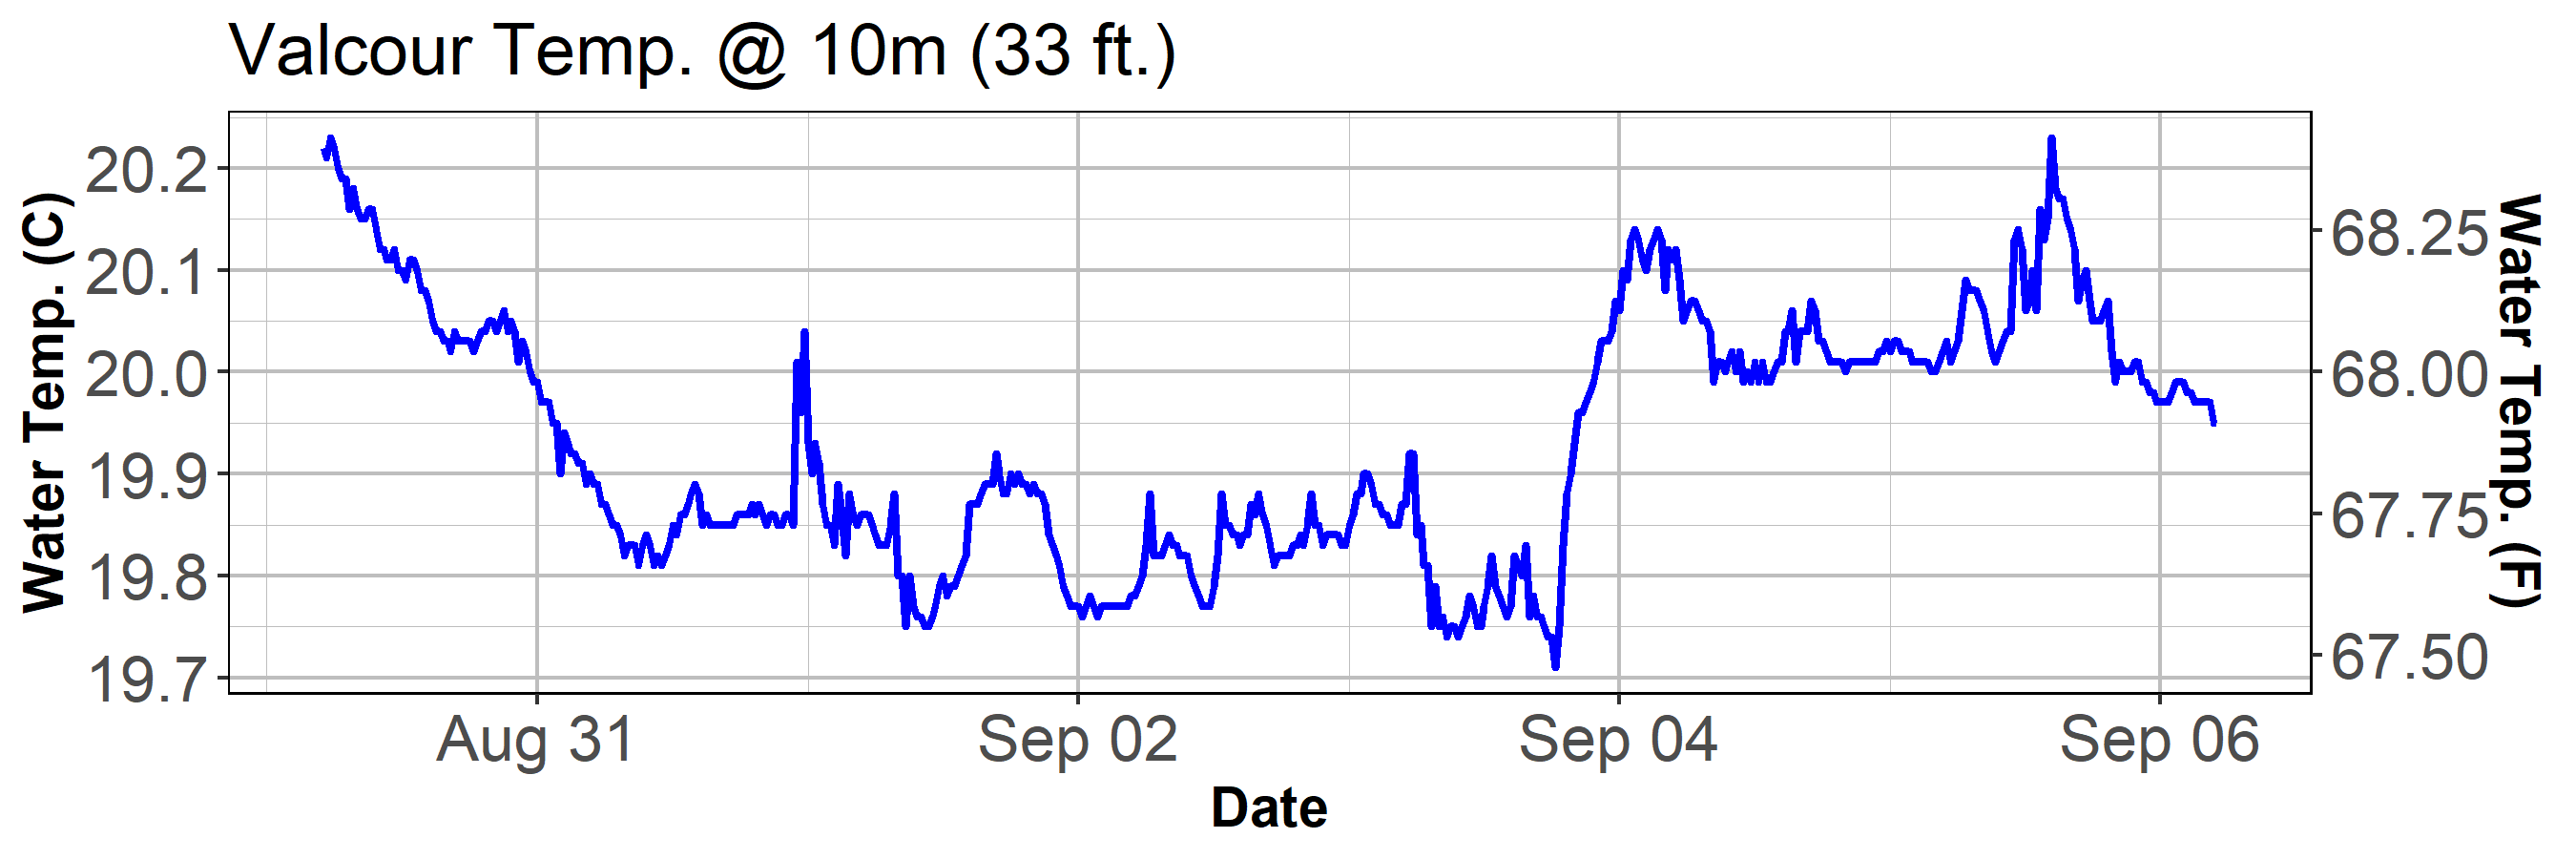 Valcour Temp. @ 10m (33 ft.)
Water Temp. (C)
20.2
20.1
20.0
19.9
19.8
19.7
68.25
68.00
67.75
67.50
Water Temp. (F)
Aug 31
Sep 02
Sep 04
Sep 06
Date